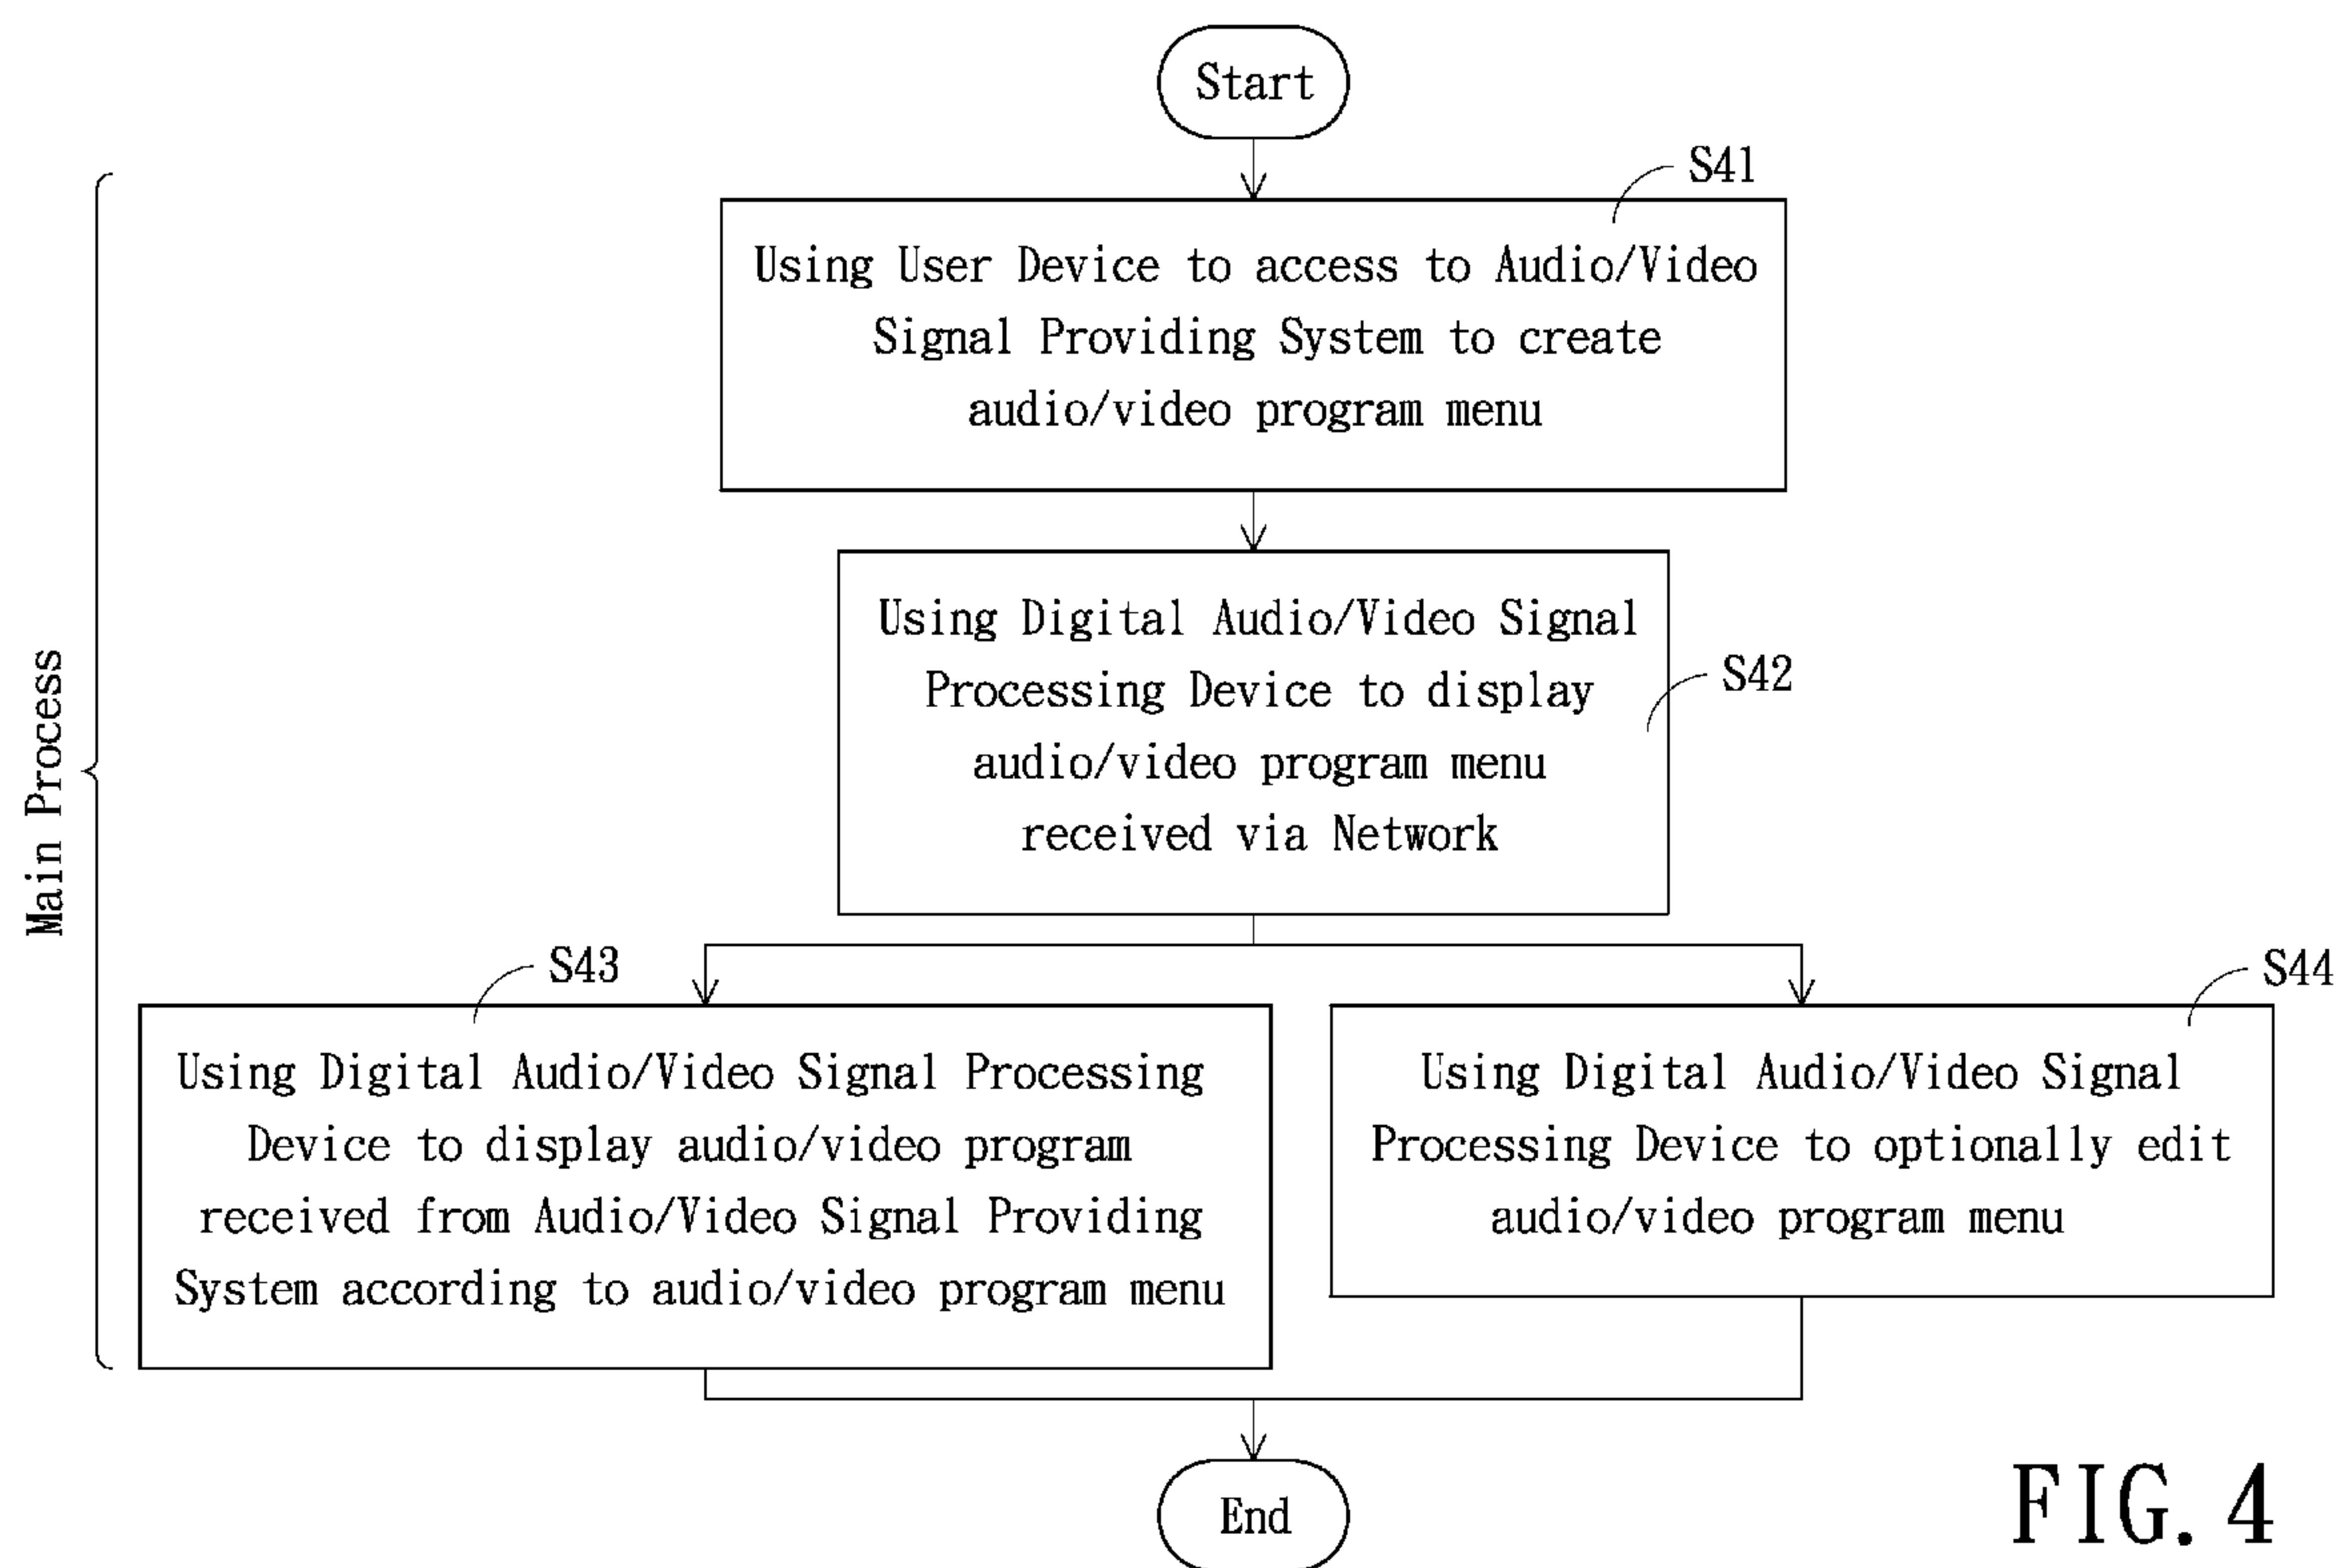 Start
S41
Using User Device to access to Audio/Video
Signal Providing System to create
audio/video program menu
Using Digital Audio/Video Signal
Processing Device to display
audio/video program menu
received via Network
S42
Main Process
S43
Using Digital Audio/Video Signal Processing
Device to display audio/video program
received from Audio/Video Signal Providing
System according to audio/video program menu
S44
Using Digital Audio/Video Signal
Processing Device to optionally edit
audio/video program menu
End
FIG. 4